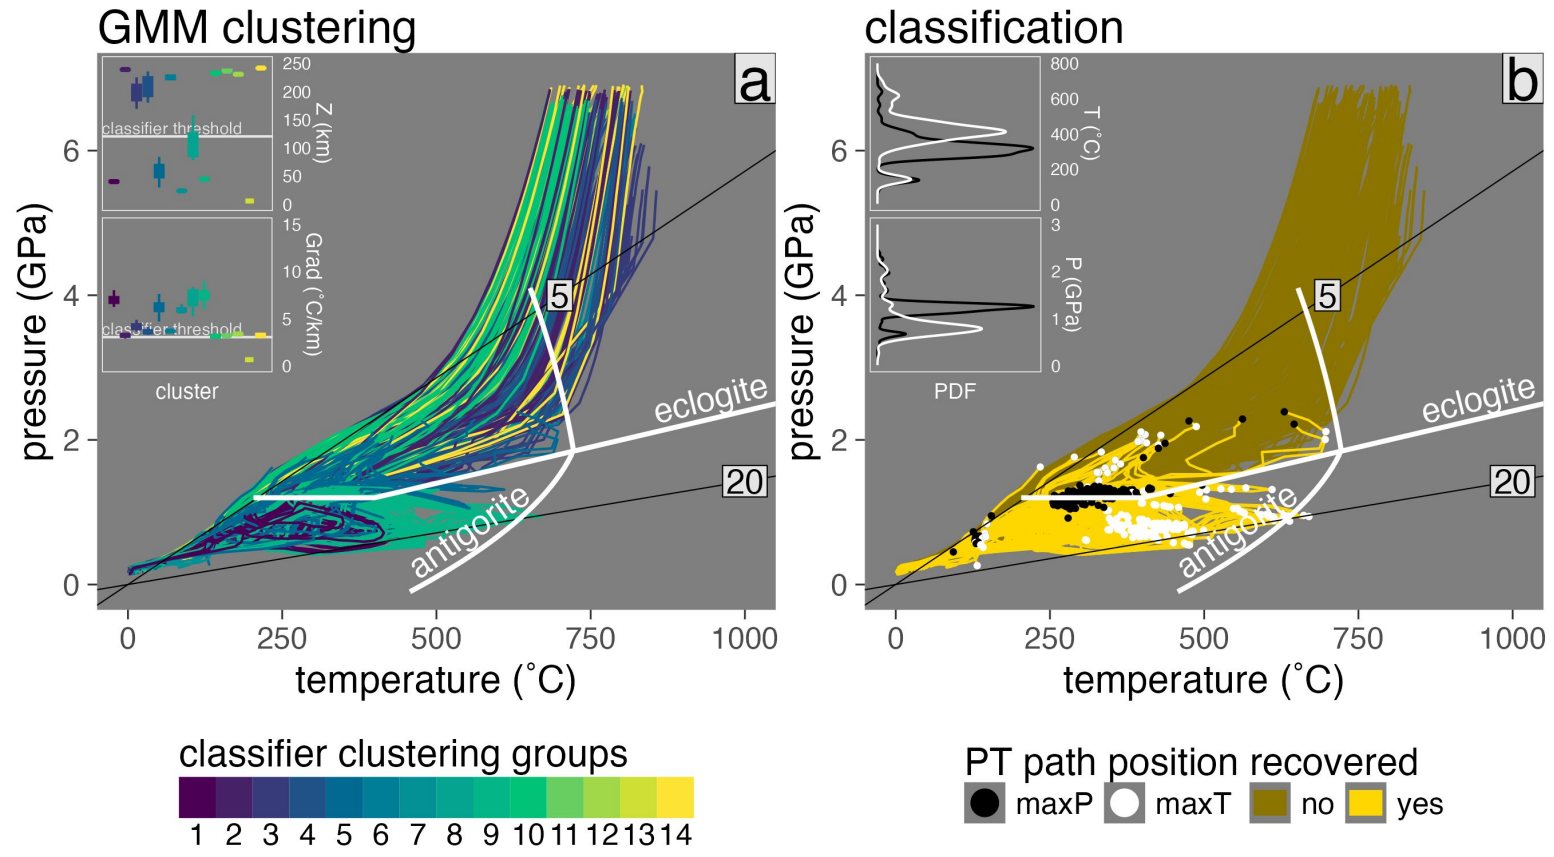 GMM clustering
classification
a
b
250
200
150
100
50
0
Z (km)
classifier threshold
15
10
5
0
Grad (˚C/km)
classifier threshold
cluster
800
600
400
200
0
T (˚C)
3
2
1
0
P (GPa)
PDF
pressure (GPa)
6
4
2
0
5
20
eclogite
antigorite
0
250
500
750
1000
temperature (˚C)
pressure (GPa)
6
4
2
0
5
20
eclogite
antigorite
0
250
500
750
1000
temperature (˚C)
classifier clustering groups
1 2 3 4 5 6 7 8 9 10 11 12 13 14
PT path position recovered
maxP maxT no yes